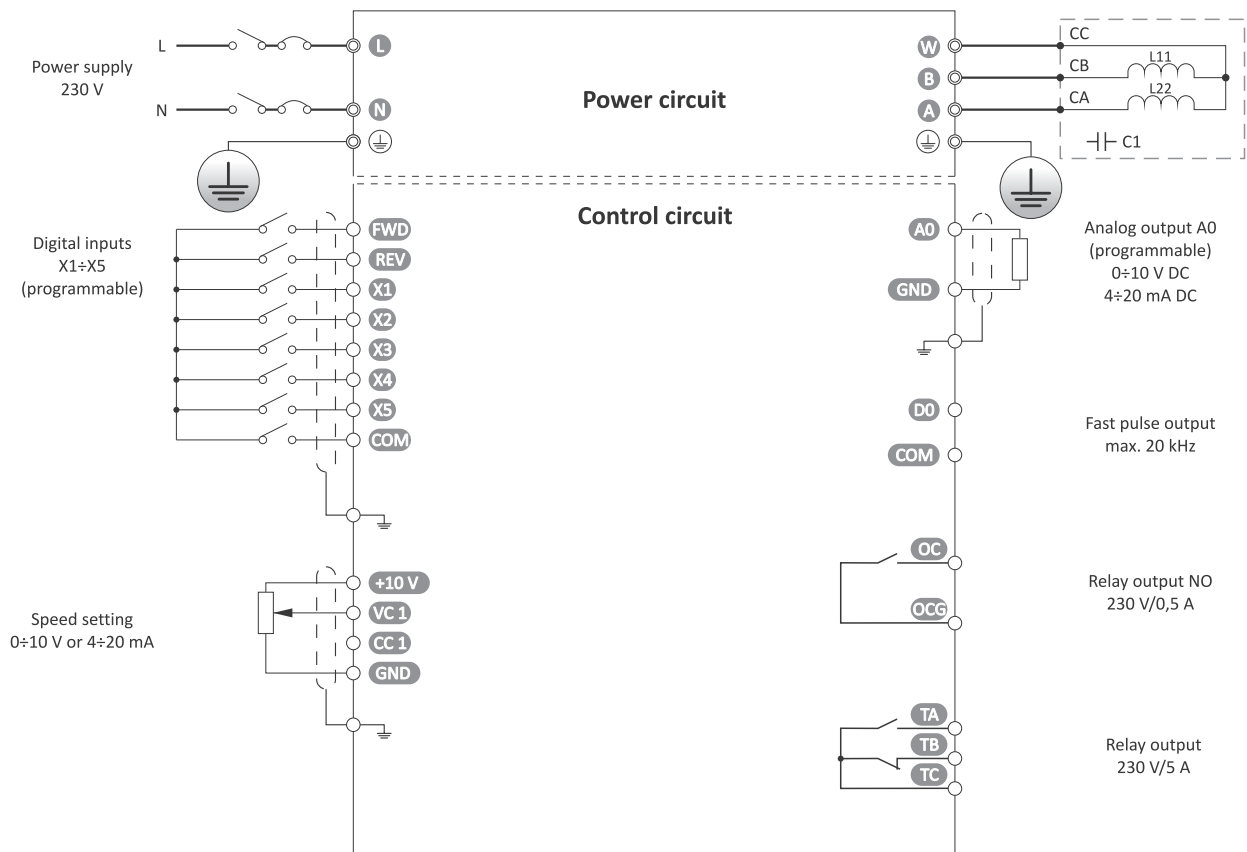 Power supply
230 V
L
N
L
N
Power circuit
W
B
A
CC
CB
CA
L11
L22
C1
Control circuit
Digital inputs
X1÷X5
(programmable)
FWD
REV
X1
X2
X3
X4
X5
COM
Speed setting
0÷10 V or 4÷20 mA
+10 V
VC 1
CC 1
GND
A0
GND
Analog output A0
(programmable)
0÷10 V DC
4÷20 mA DC
D0
COM
Fast pulse output
max. 20 kHz
OC
OCG
Relay output NO
230 V/0,5 A
TA
TB
TC
Relay output
230 V/5 A